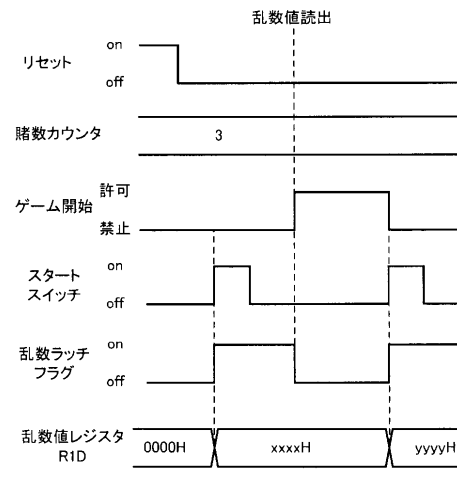 乱数値読出
リセット
on
off
賭数カウンタ
3
ゲーム開始
許可
禁止
スタート
スイッチ
on
off
乱数ラッチ
フラグ
on
off
乱数値レジスタ
R1D
0000H
xxxxH
yyyyH